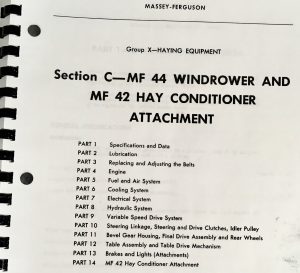 MASSEY-FERGUSON
Group X—HAYING EQUIPMENT
Section C—MF 44 WINDROWER AND
MF 42 HAY CONDITIONER
ATTACHMENT
PART 1 Specifications and Data
PART 2 Lubrication
PART 3 Replacing and Adjusting the Belts
PART 4 Engine
PART 5 Fuel and Air System
PART 6 Cooling System
PART 7 Electrical System
PART 8 Hydraulic System
PART 9 Variable Speed Drive System
PART 10 Steering Linkage, Steering and Drive Clutches, Idler Pulley
PART 11 Bevel Gear Housing, Final Drive Assembly and Rear Wheels
PART 12 Table Assembly and Table Drive Mechanism
PART 13 Brakes and Lights (Attachments)
PART 14 MF 42 Hay Conditioner Attachment